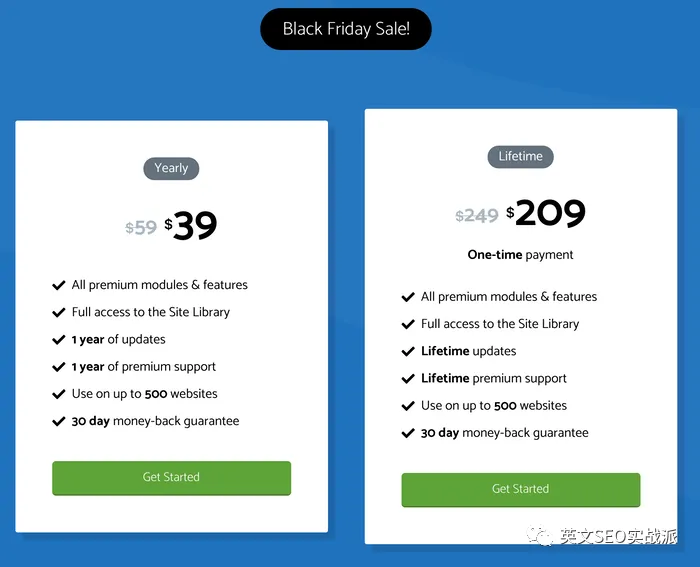 Black Friday Sale!
Yearly
$59 $39
All premium modules & features
Full access to the Site Library
1 year of updates
1 year of premium support
Use on up to 500 websites
30 day money-back guarantee
Get Started
Lifetime
$249 $209
One-time payment
All premium modules & features
Full access to the Site Library
Lifetime updates
Lifetime premium support
Use on up to 500 websites
30 day money-back guarantee
Get Started
英文SEO实战派